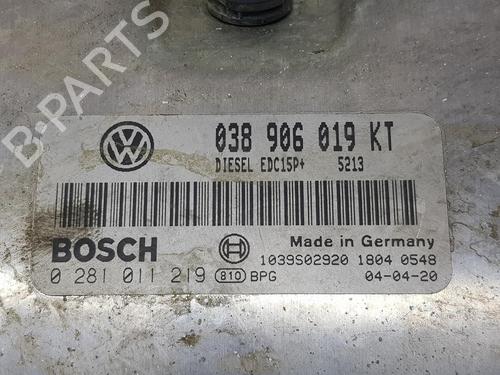 038 906 019 KT
DIESEL EDC15P+ 5213
BOSCH
Made in Germany
1039S02920 1804 0548
0 281 011 219 810 BPG 04-04-20
B-PARTS